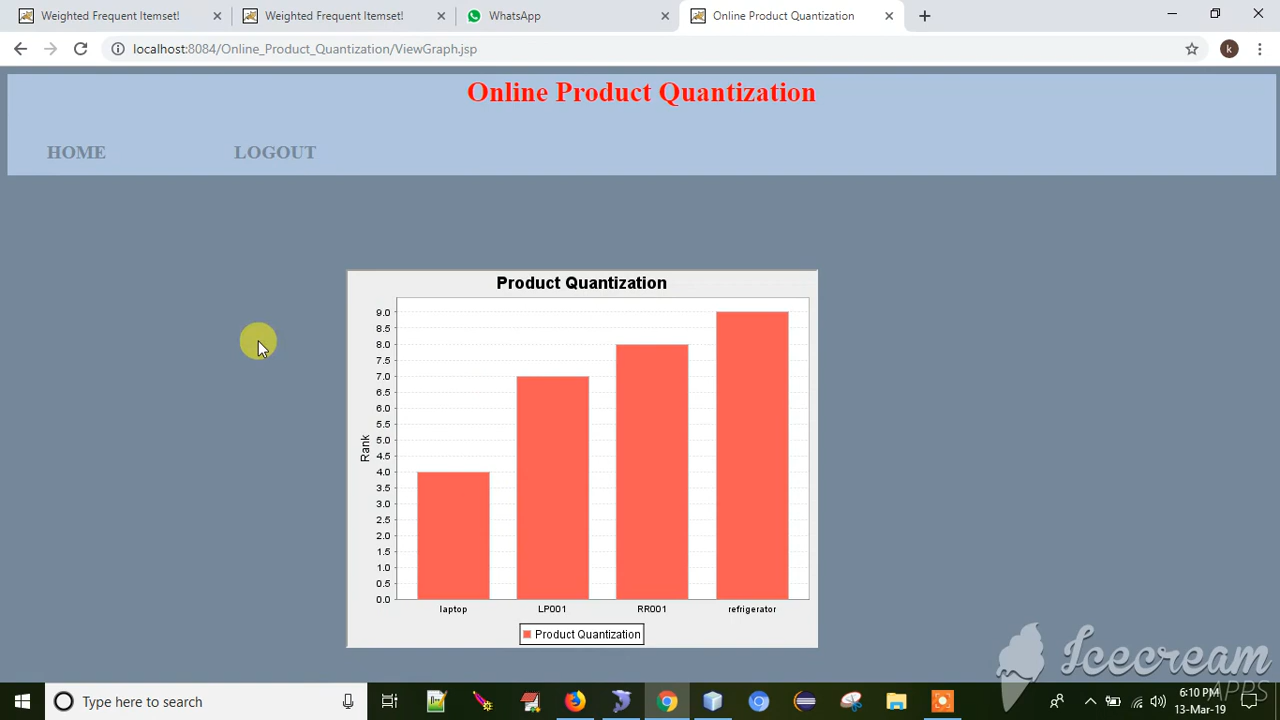 Weighted Frequent Itemset!
Weighted Frequent Itemset!
WhatsApp
Online Product Quantization
localhost:8084/Online_Product_Quantization/ViewGraph.jsp
k
Online Product Quantization
HOME LOGOUT
Product Quantization
9.0
8.5
8.0
7.5
7.0
6.5
6.0
5.5
5.0
4.5
4.0
3.5
3.0
2.5
2.0
1.5
1.0
0.5
0.0
Rank
laptop LP001 RR001 refrigerator
Product Quantization
Icecream
APPS
Type here to search
6:10 PM
13-Mar-19